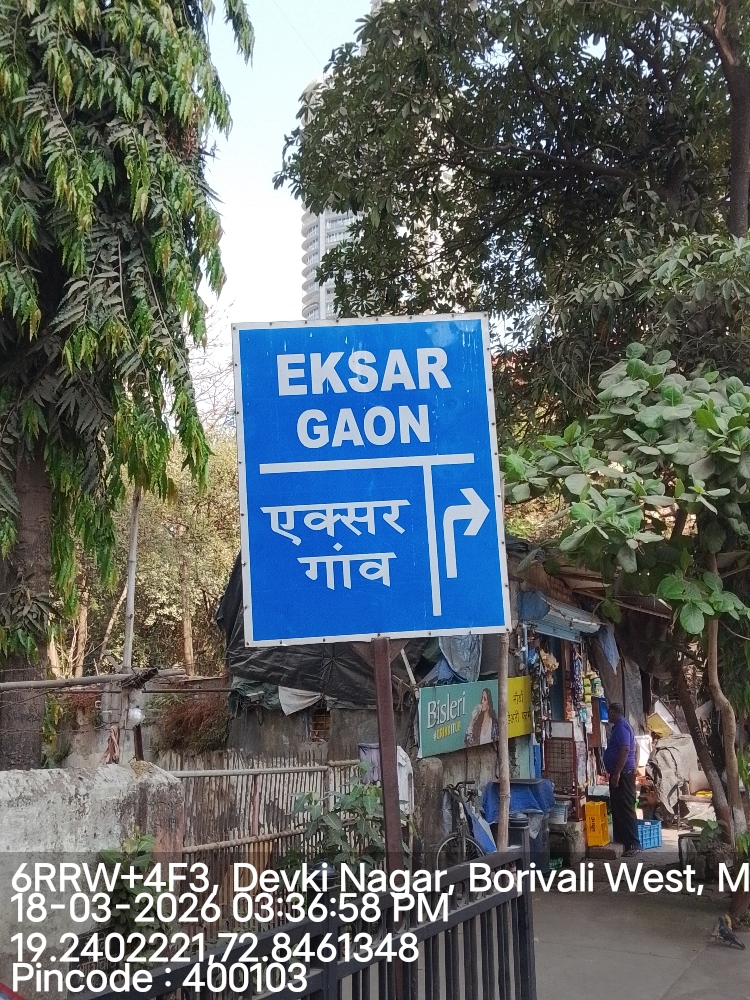 EKSAR
GAON
एक्सर
गांव
Bisleri
6RRW+4F3, Devki Nagar, Borivali West, M
18-03-2026 03:36:58 PM
19.2402221,72.8461348
Pincode : 400103